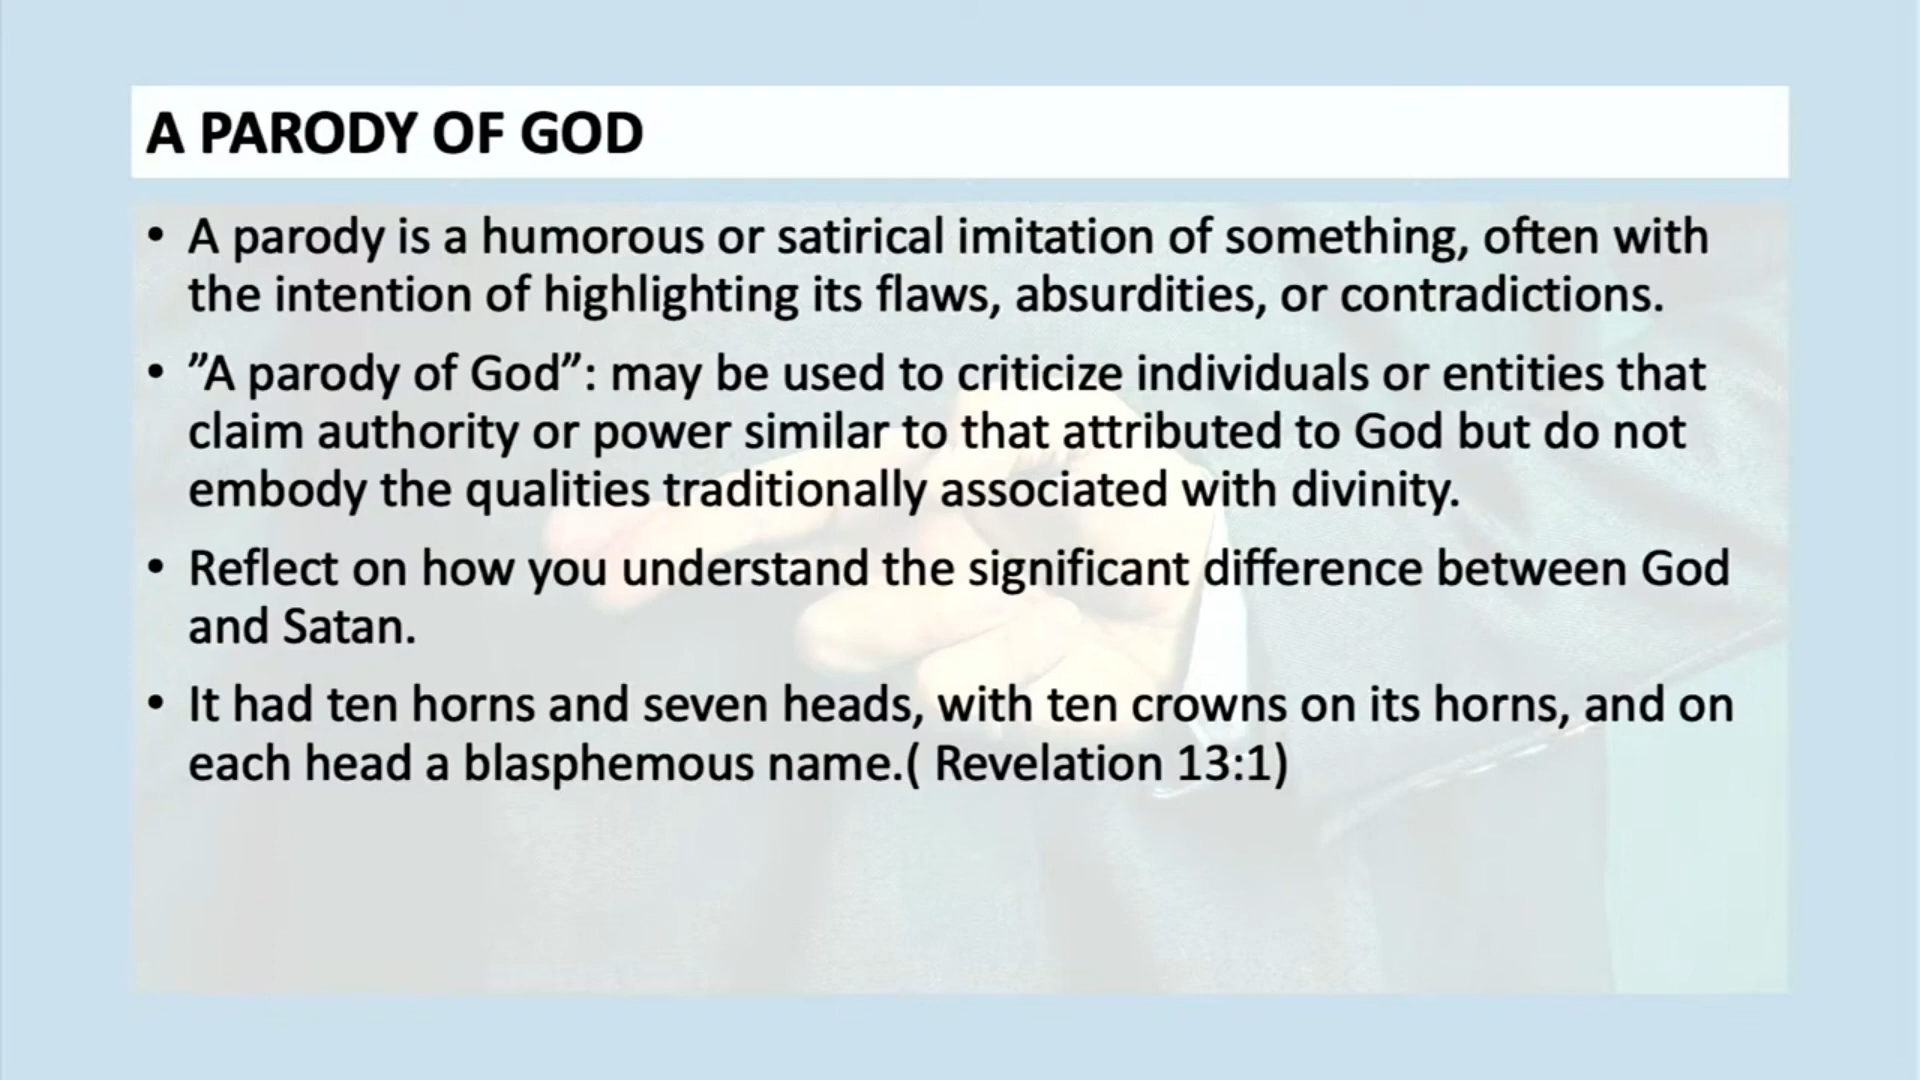 A PARODY OF GOD
• A parody is a humorous or satirical imitation of something, often with
the intention of highlighting its flaws, absurdities, or contradictions.
• ”A parody of God”: may be used to criticize individuals or entities that
claim authority or power similar to that attributed to God but do not
embody the qualities traditionally associated with divinity.
• Reflect on how you understand the significant difference between God
and Satan.
• It had ten horns and seven heads, with ten crowns on its horns, and on
each head a blasphemous name.( Revelation 13:1)